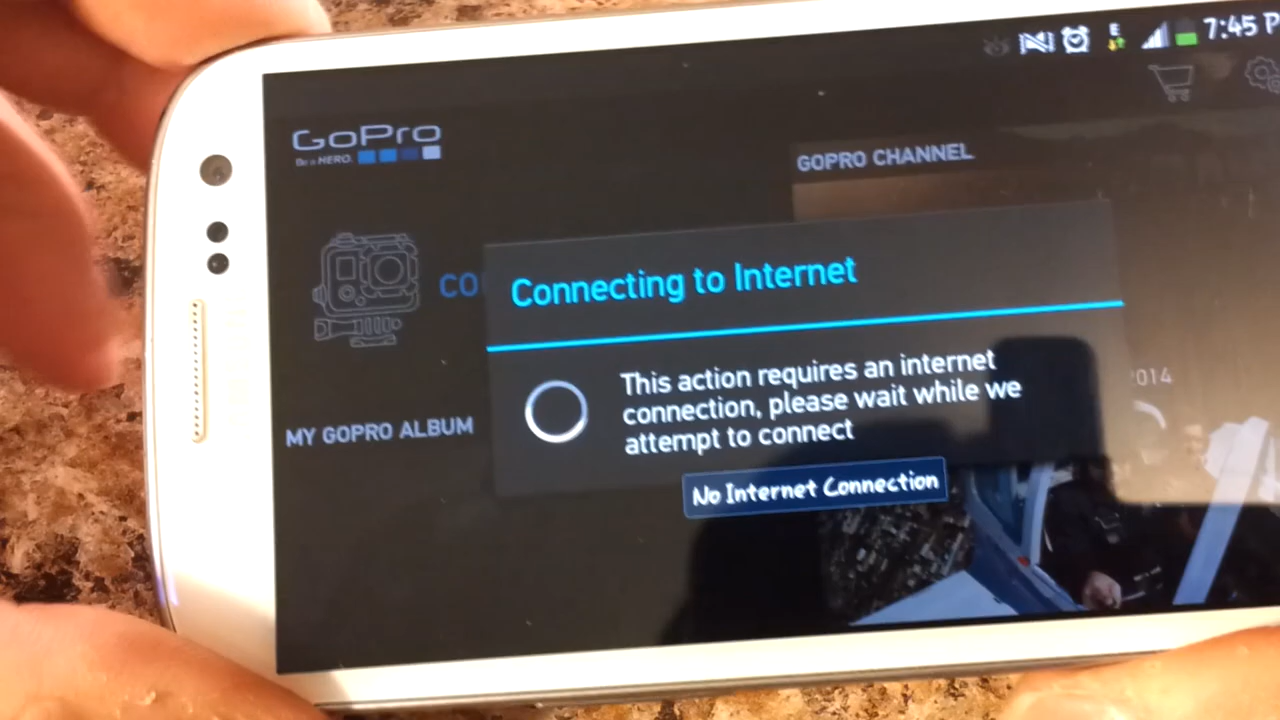 7:45 P
GoPro
Be a HERO.
GOPRO CHANNEL
CO
Connecting to Internet
This action requires an internet
connection, please wait while we
attempt to connect
2014
MY GOPRO ALBUM
No Internet Connection